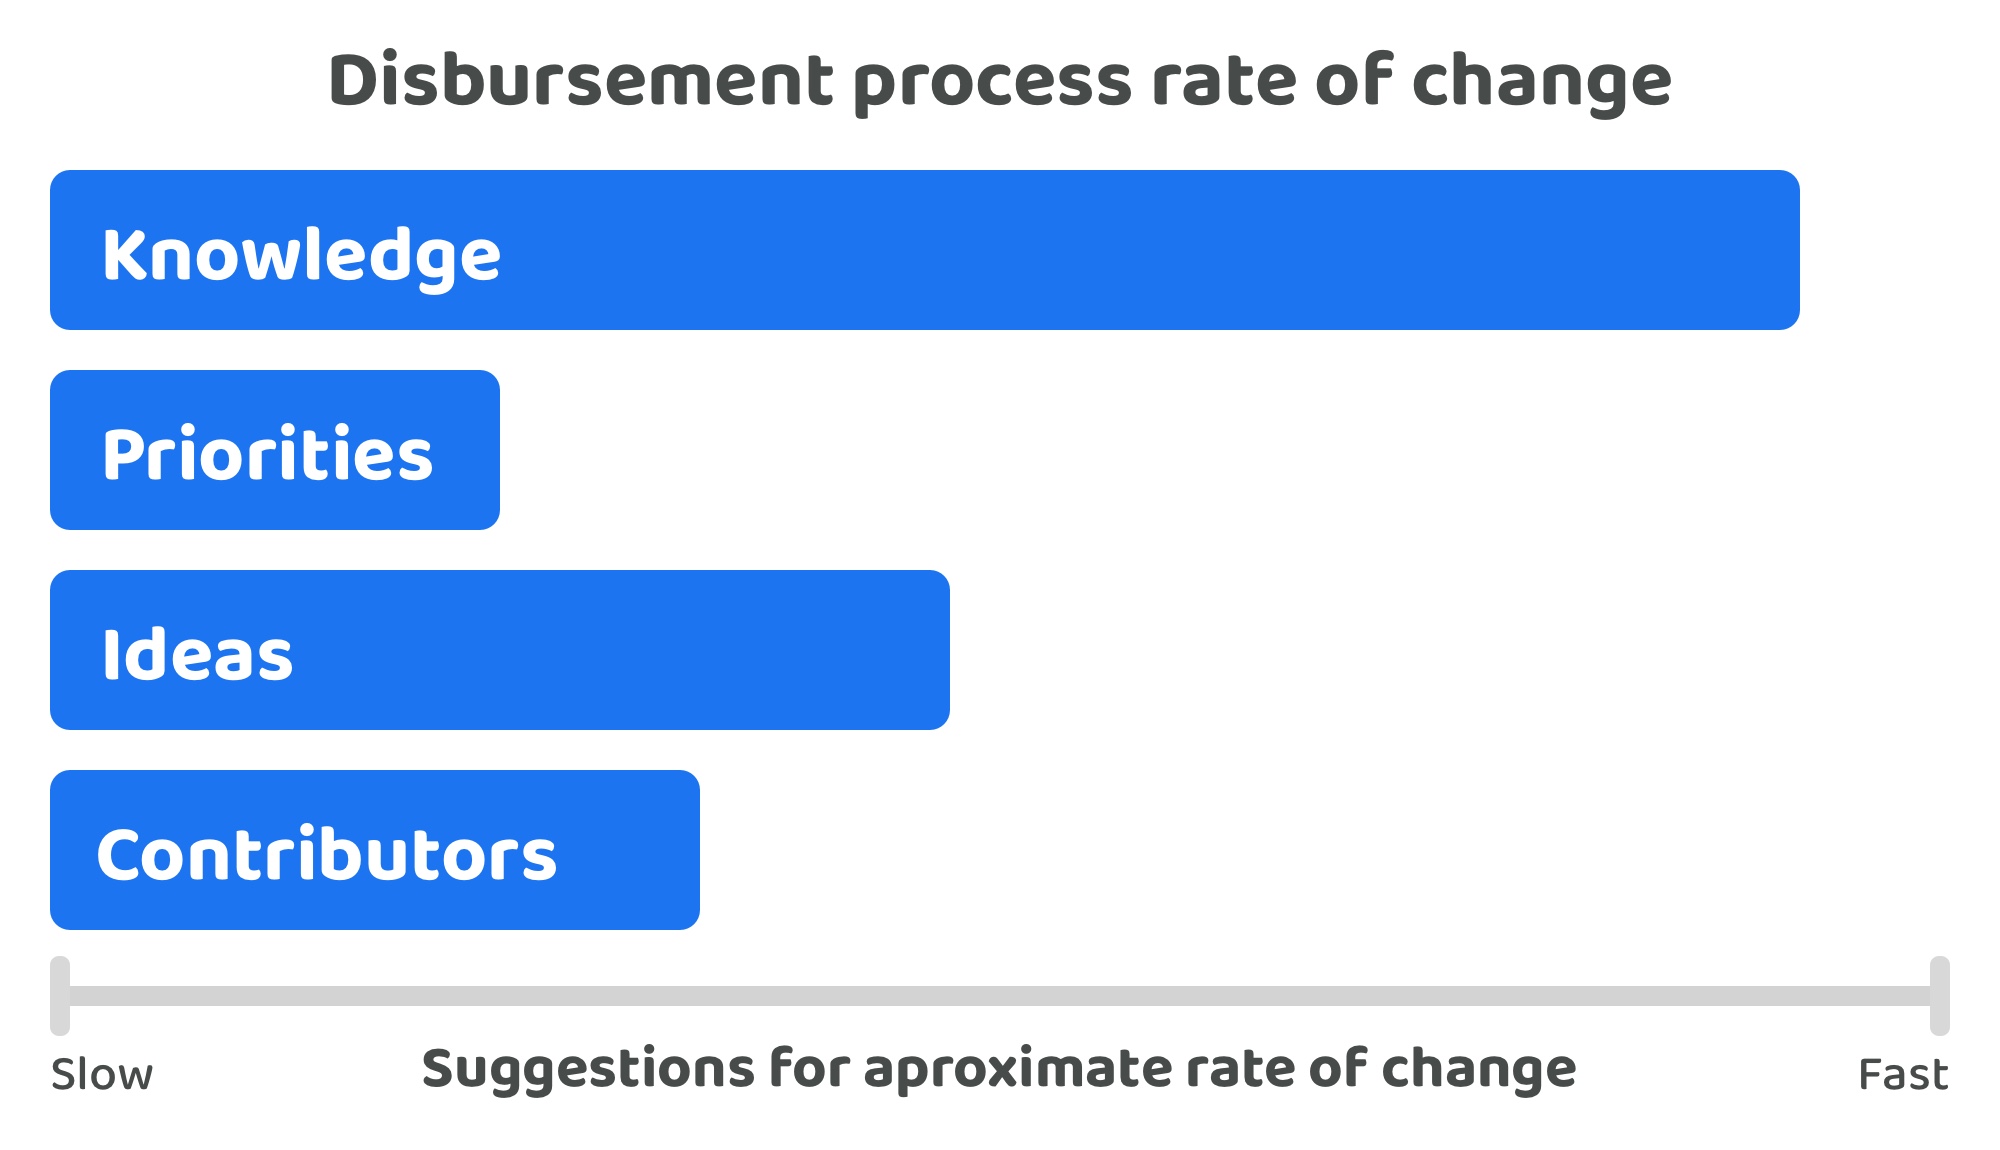 Disbursement process rate of change
Knowledge
Priorities
Ideas
Contributors
Slow
Suggestions for aproximate rate of change
Fast